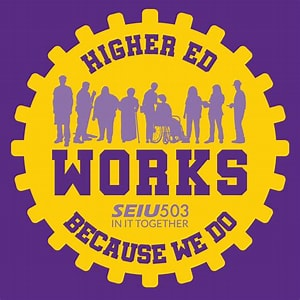 HIGHER ED
WORKS
SEIU503
IN IT TOGETHER
BECAUSE WE DO